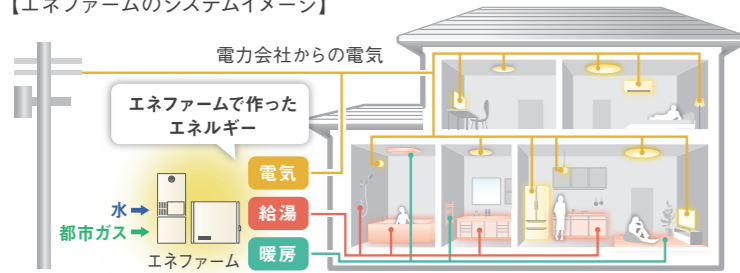 【エネファームのシステムイメージ】
電力会社からの電気
エネファームで作った
エネルギー
電気
水
給湯
都市ガス
エネファーム
暖房